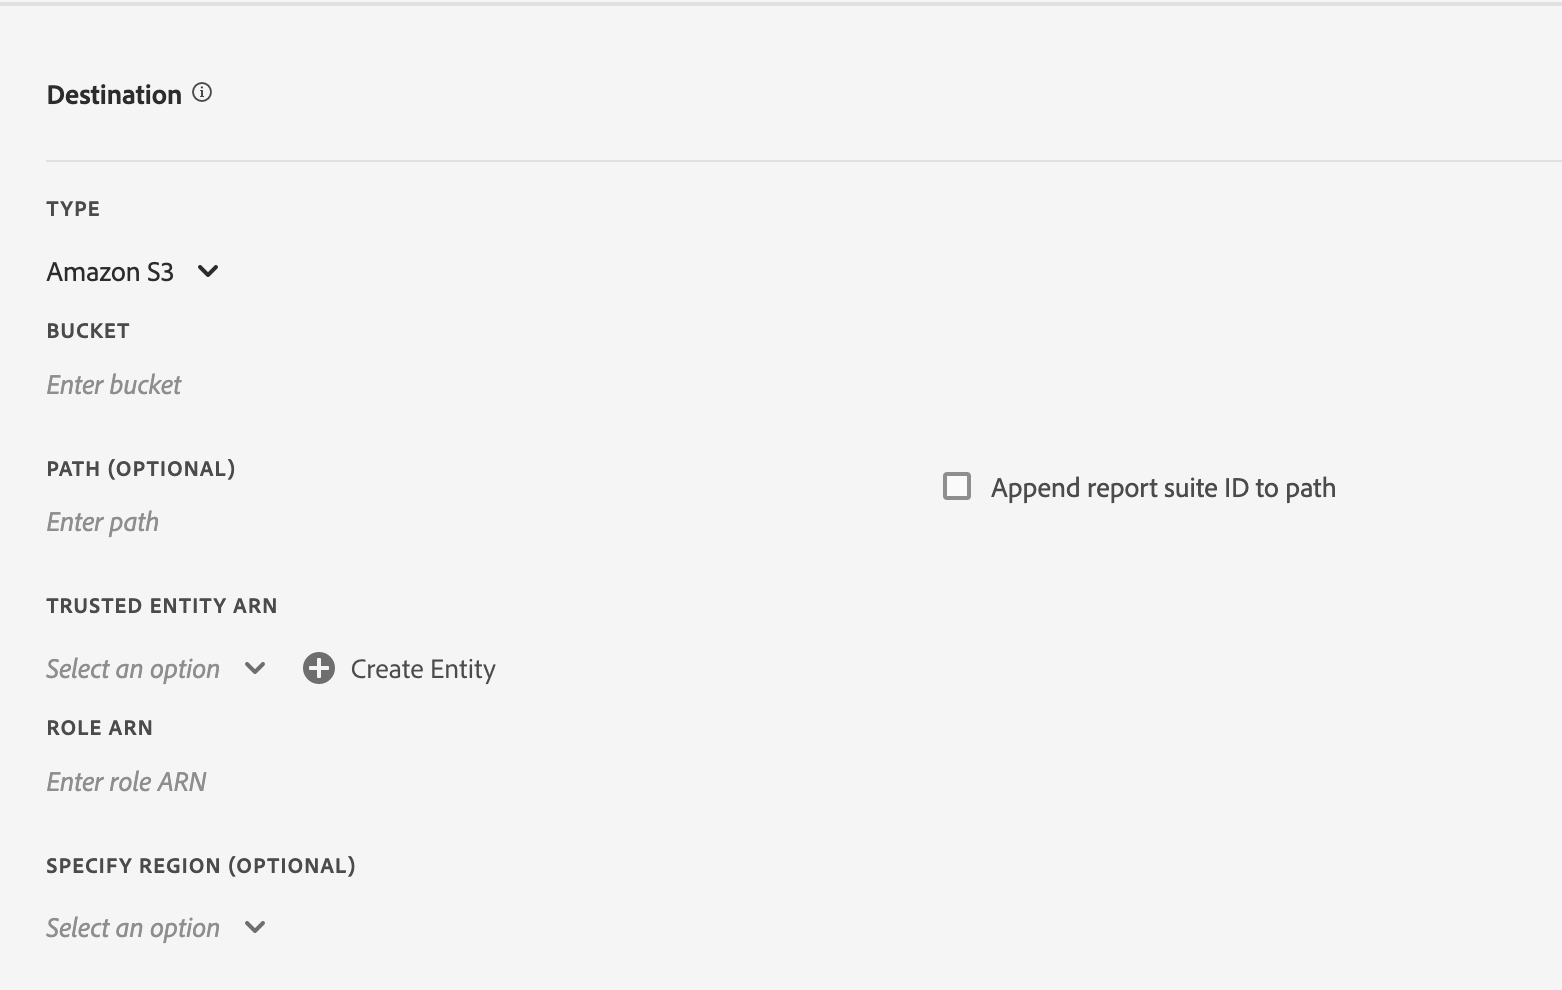 Destination
TYPE
Amazon S3
BUCKET
Enter bucket
PATH (OPTIONAL)
Append report suite ID to path
Enter path
TRUSTED ENTITY ARN
Select an option
Create Entity
ROLE ARN
Enter role ARN
SPECIFY REGION (OPTIONAL)
Select an option